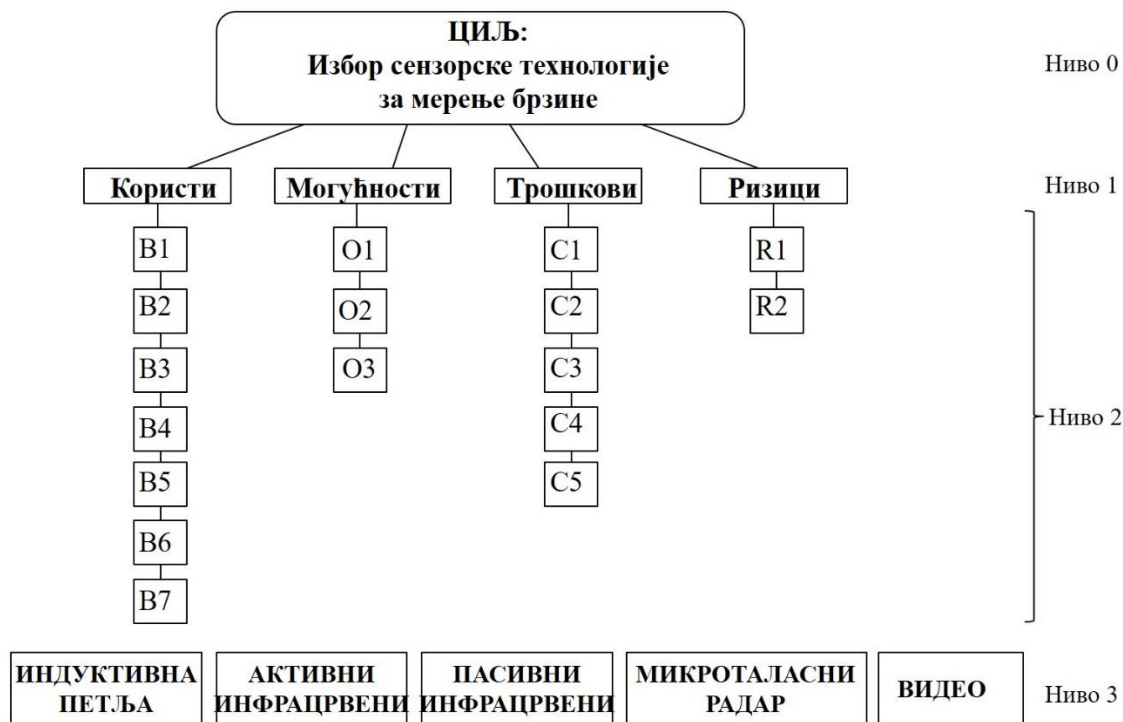 ЦИЉ:
Избор сензорске технологије
за мерење брзине
Ниво 0
Користи
Могућности
Трошкови
Ризици
Ниво 1
B1
O1
C1
R1
B2
O2
C2
R2
B3
O3
C3
B4
C4
Ниво 2
B5
C5
B6
B7
ИНДУКТИВНА
ПЕТЉА
АКТИВНИ
ИНФРАЦРВЕНИ
ПАСИВНИ
ИНФРАЦРВЕНИ
МИКРОТАЛАСНИ
РАДАР
ВИДЕО
Ниво 3